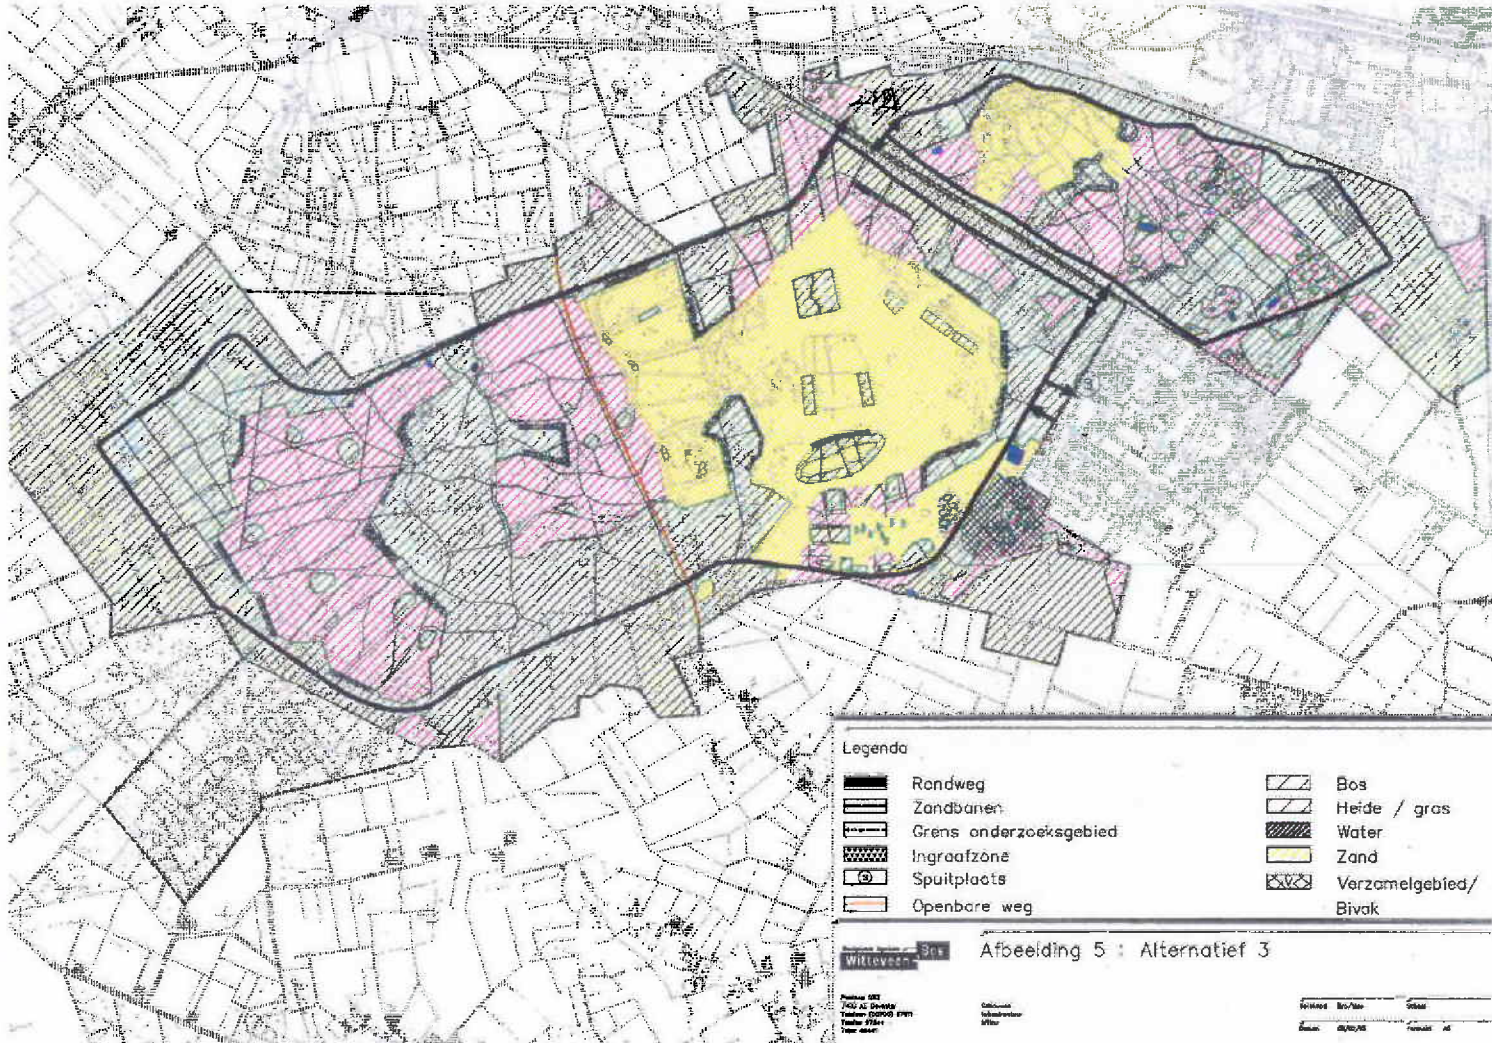 Legenda
Randweg
Zandbanen
Grens onderzoeksgebied
Ingraafzone
Spuitplaats
Openbare weg
Bos
Heide / gras
Water
Zand
Verzamelgebied/
Bivak
Witteveen
Bos
Afbeelding 5 : Alternatief 3